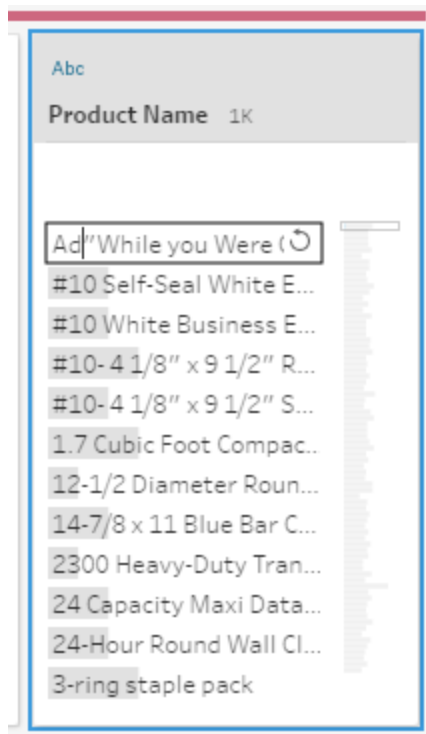 Abc
Product Name 1K
Ad"While you Were (
#10 Self-Seal White E...
#10 White Business E...
#10- 4 1/8" x 9 1/2" R...
#10- 4 1/8" x 9 1/2" S...
1.7 Cubic Foot Compac..
12-1/2 Diameter Roun...
14-7/8 x 11 Blue Bar C...
2300 Heavy-Duty Tran...
24 Capacity Maxi Data...
24-Hour Round Wall Cl...
3-ring staple pack